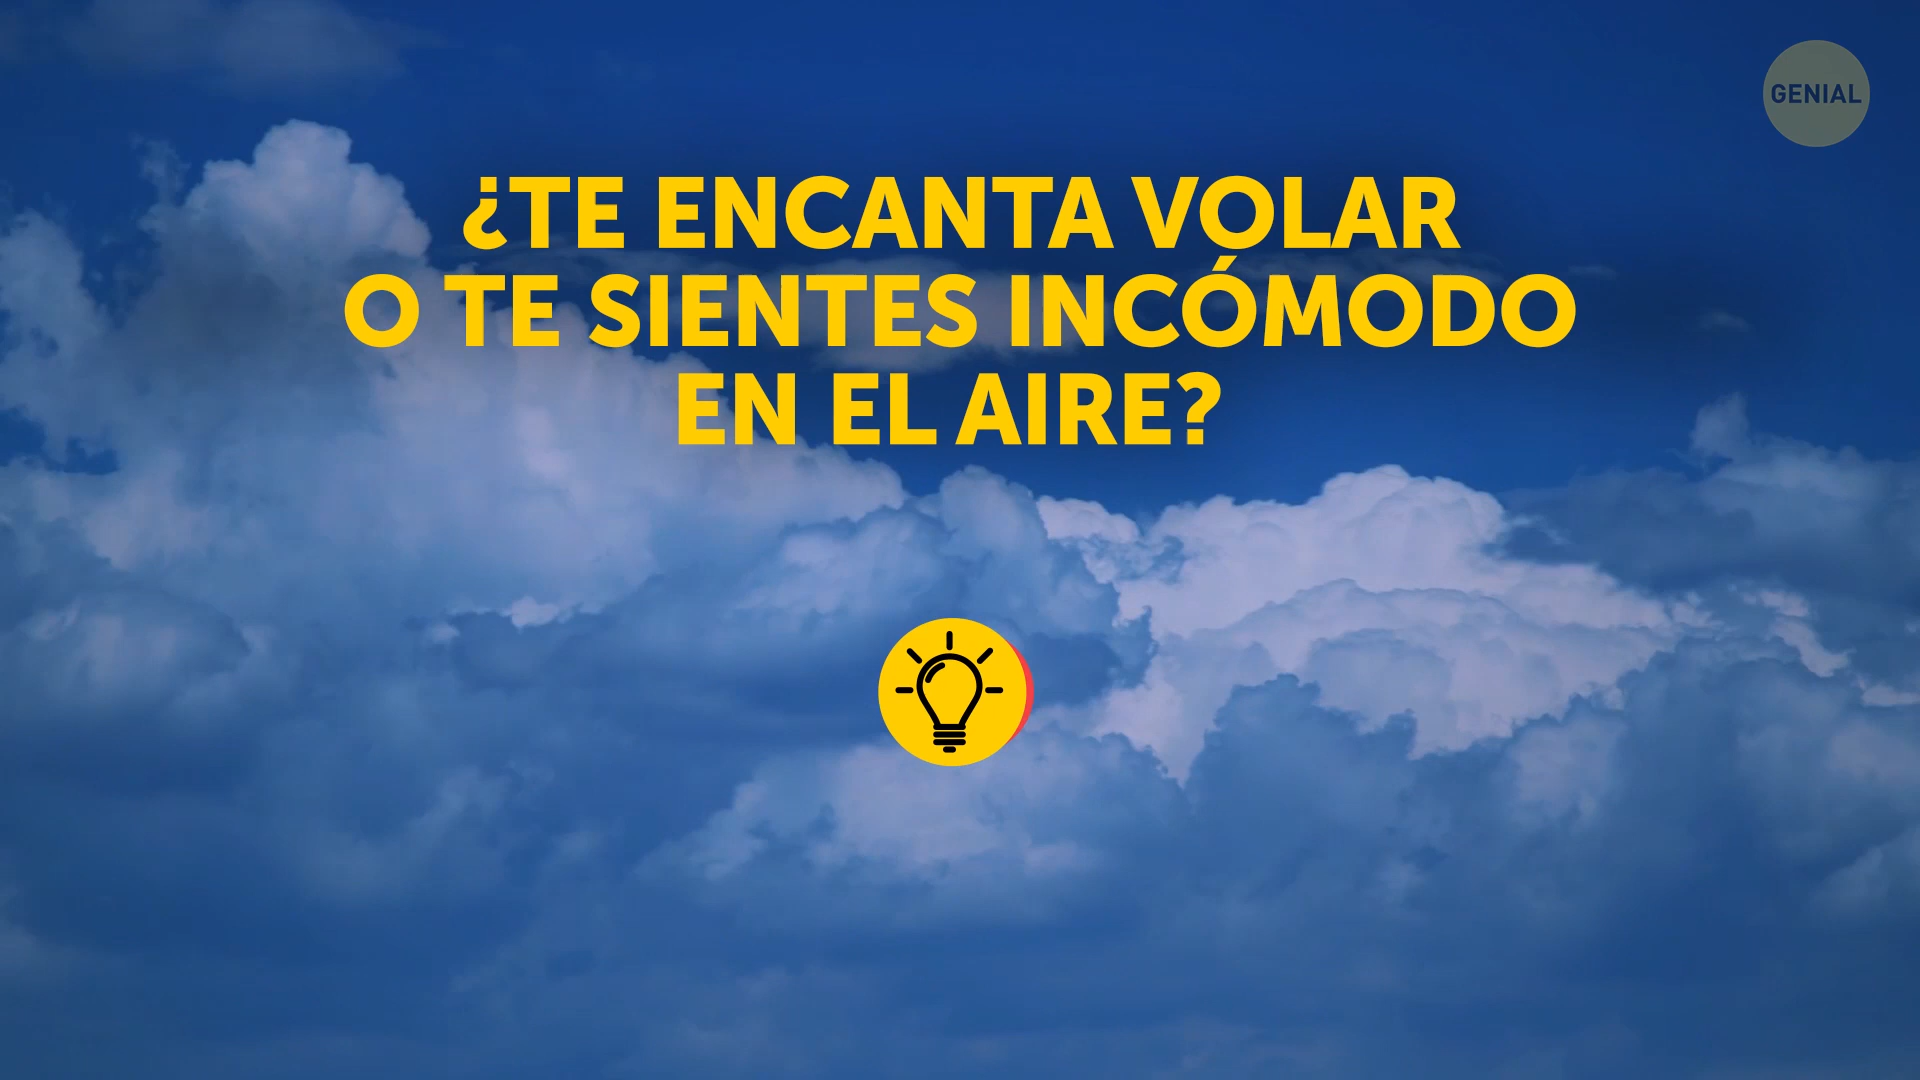 GENIAL
¿TE ENCANTA VOLAR
O TE SIENTES INCÓMODO
EN EL AIRE?